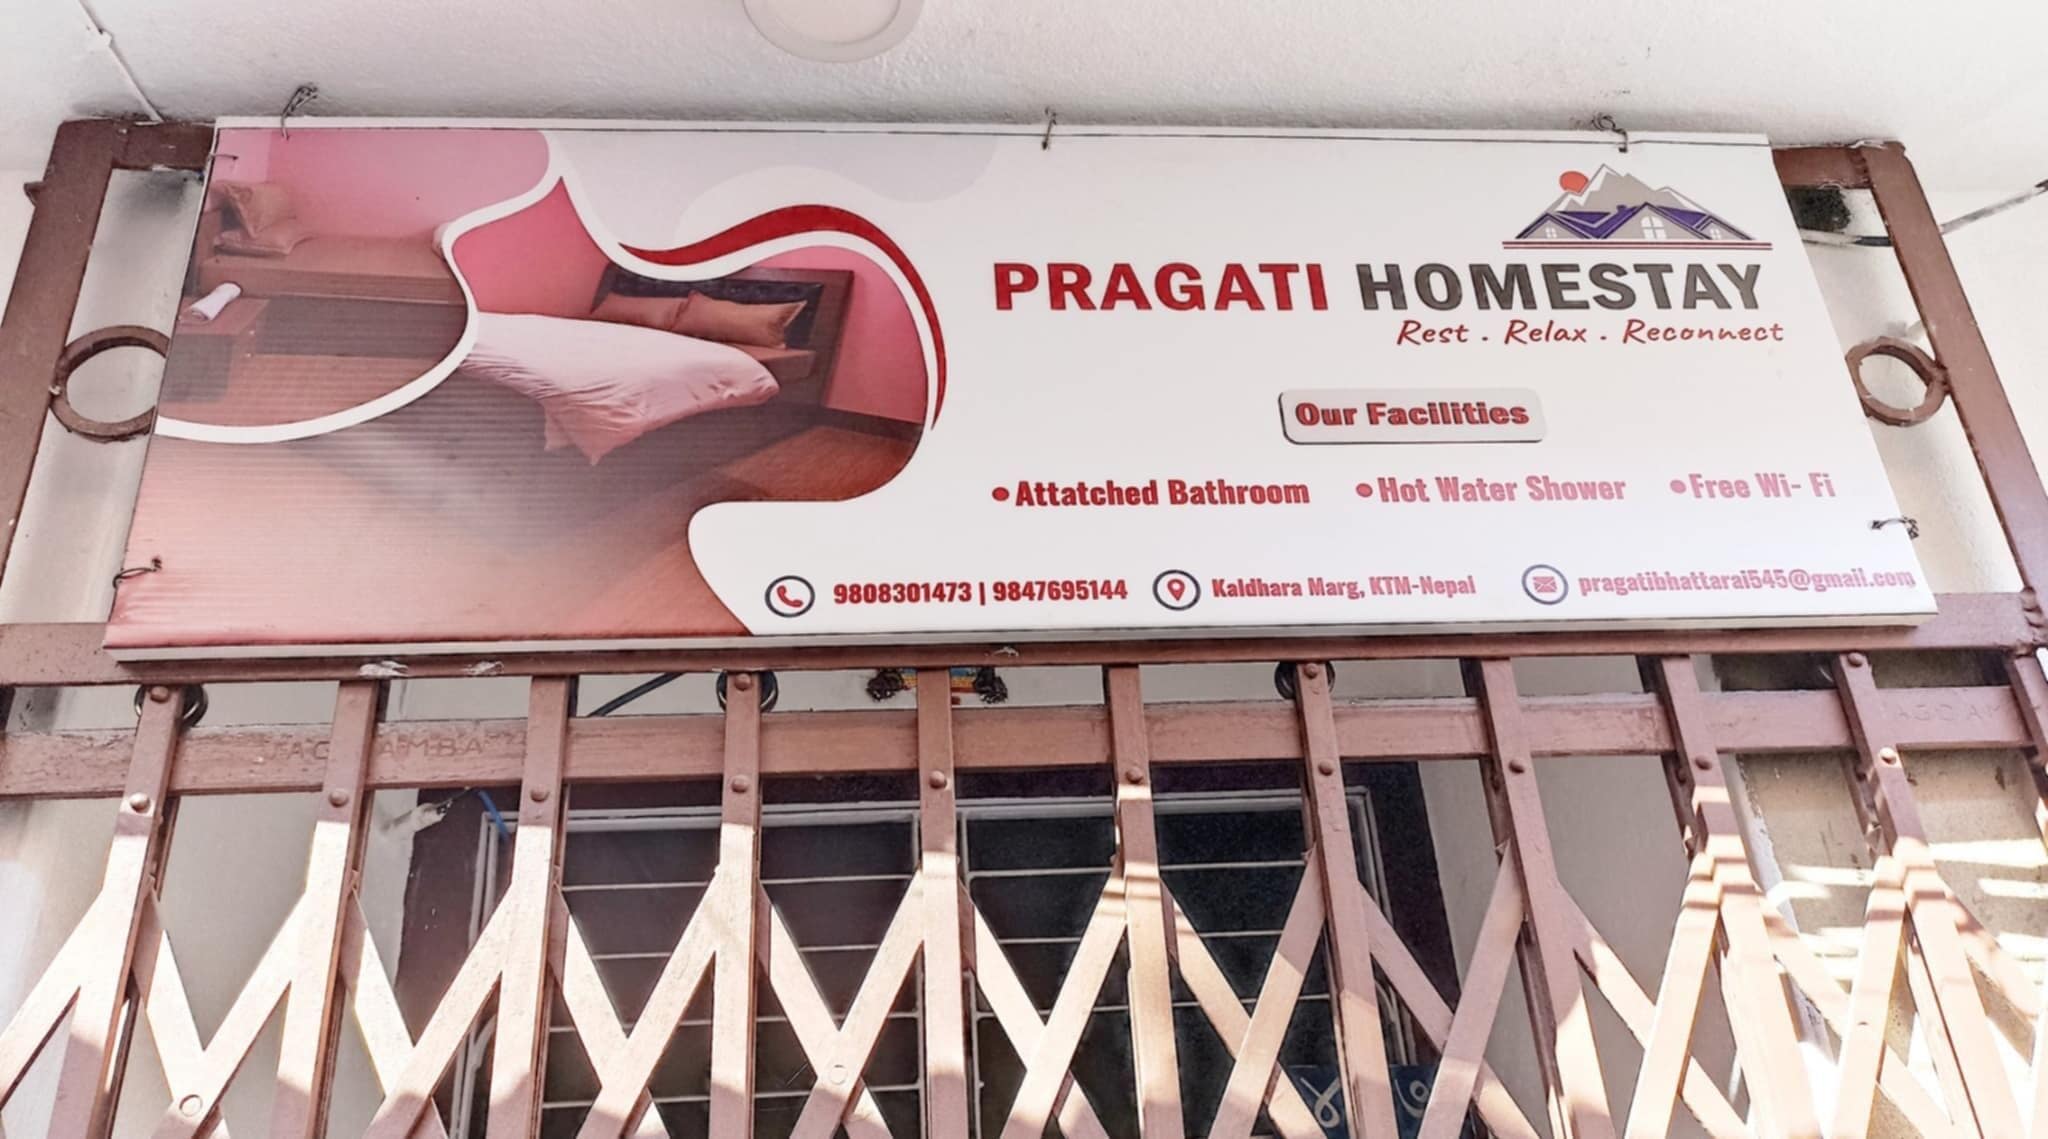 PRAGATI HOMESTAY
Rest . Relax . Reconnect
Our Facilities
•Attatched Bathroom •Hot Water Shower •Free Wi- Fi
9808301473 | 9847695144 Kaldhara Marg, KTM-Nepal pragatibhattarai545@gmail.com